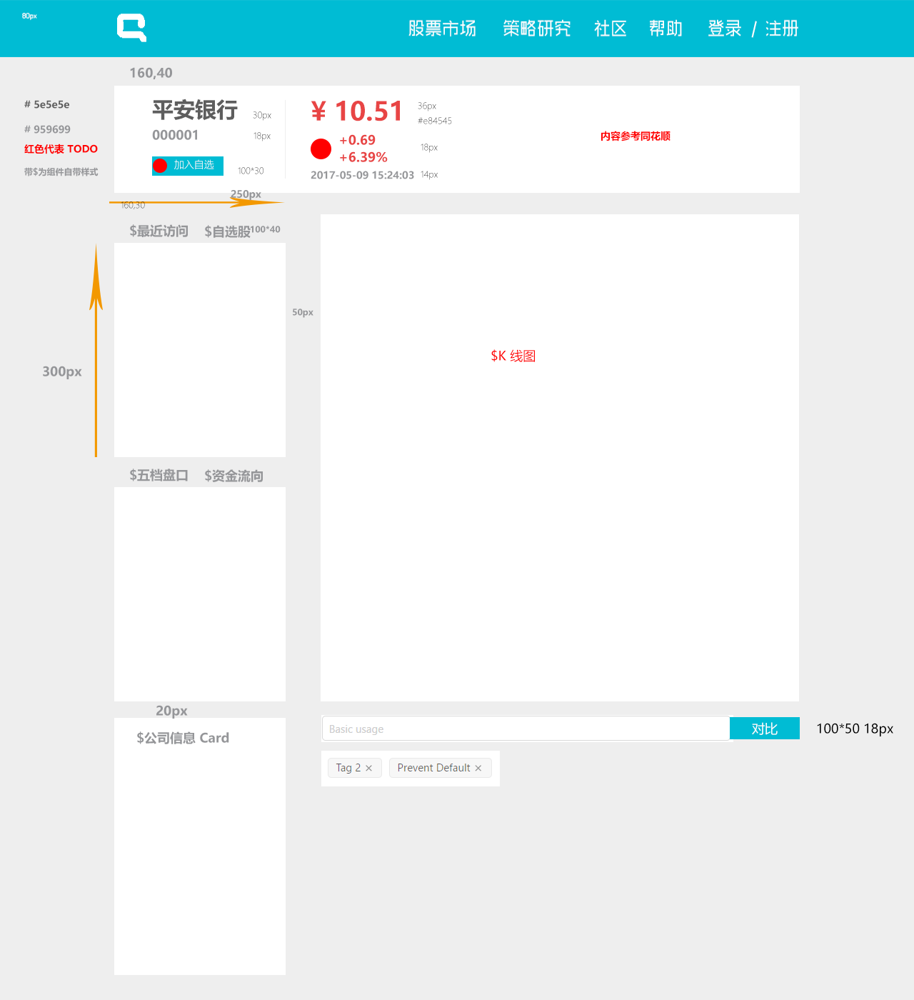 80px
股票市场 策略研究 社区 帮助 登录 / 注册
160,40
# 5e5e5e
# 959699
红色代表 TODO
带$为组件自带样式
平安银行 30px
000001 18px
加入自选 100*30
¥ 10.51 36px
#e84545
+0.69
+6.39% 18px
2017-05-09 15:24:03 14px
内容参考同花顺
250px
160,30
$最近访问 $自选股 100*40
50px
$K 线图
300px
$五档盘口 $资金流向
20px
$公司信息 Card
Basic usage 对比 100*50 18px
Tag 2 × Prevent Default ×